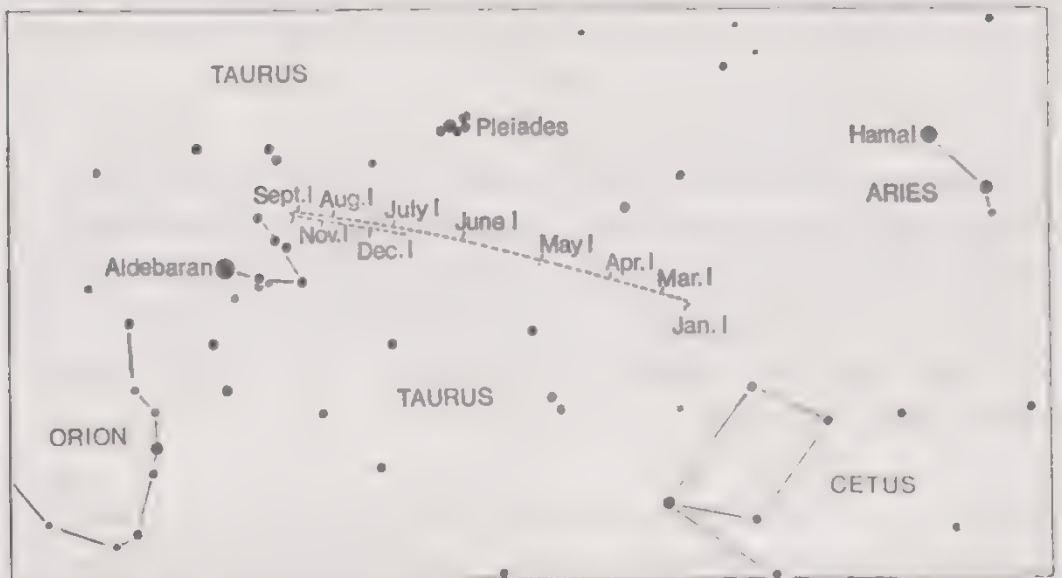 TAURUS
Pleiades
Hamal
ARIES
Sept.1
Aug.1
July 1
June 1
Nov.1
Dec.1
May 1
Apr.1
Mar.1
Jan.1
Aldebaran
TAURUS
ORION
CETUS